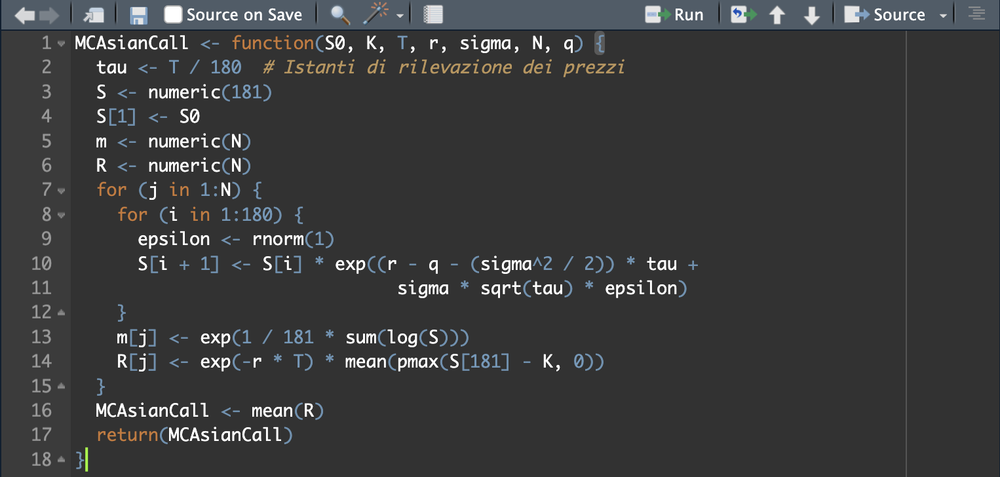 Source on Save Run Source
1 MCAsianCall <- function(S0, K, T, r, sigma, N, q) {
2 tau <- T / 180 # Istanti di rilevazione dei prezzi
3 S <- numeric(181)
4 S[1] <- S0
5 m <- numeric(N)
6 R <- numeric(N)
7 for (j in 1:N) {
8 for (i in 1:180) {
9 epsilon <- rnorm(1)
10 S[i + 1] <- S[i] * exp((r - q - (sigma^2 / 2)) * tau +
11 sigma * sqrt(tau) * epsilon)
12 }
13 m[j] <- exp(1 / 181 * sum(log(S)))
14 R[j] <- exp(-r * T) * mean(pmax(S[181] - K, 0))
15 }
16 MCAsianCall <- mean(R)
17 return(MCAsianCall)
18 }